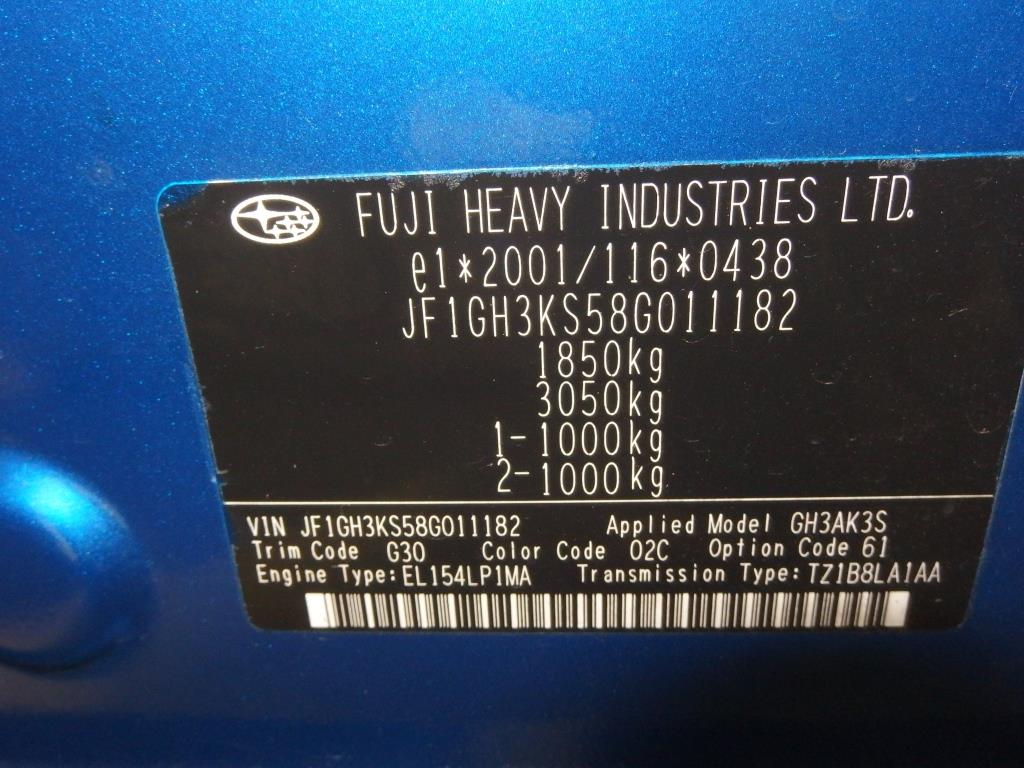 FUJI HEAVY INDUSTRIES LTD.
e1*2001/116*0438
JF1GH3KS58G011182
1850kg
3050kg
1-1000kg
2-1000kg
VIN JF1GH3KS58G011182 Applied Model GH3AK3S
Trim Code G30 Color Code 02C Option Code 61
Engine Type:EL154LP1MA Transmission Type:TZ1B8LA1AA